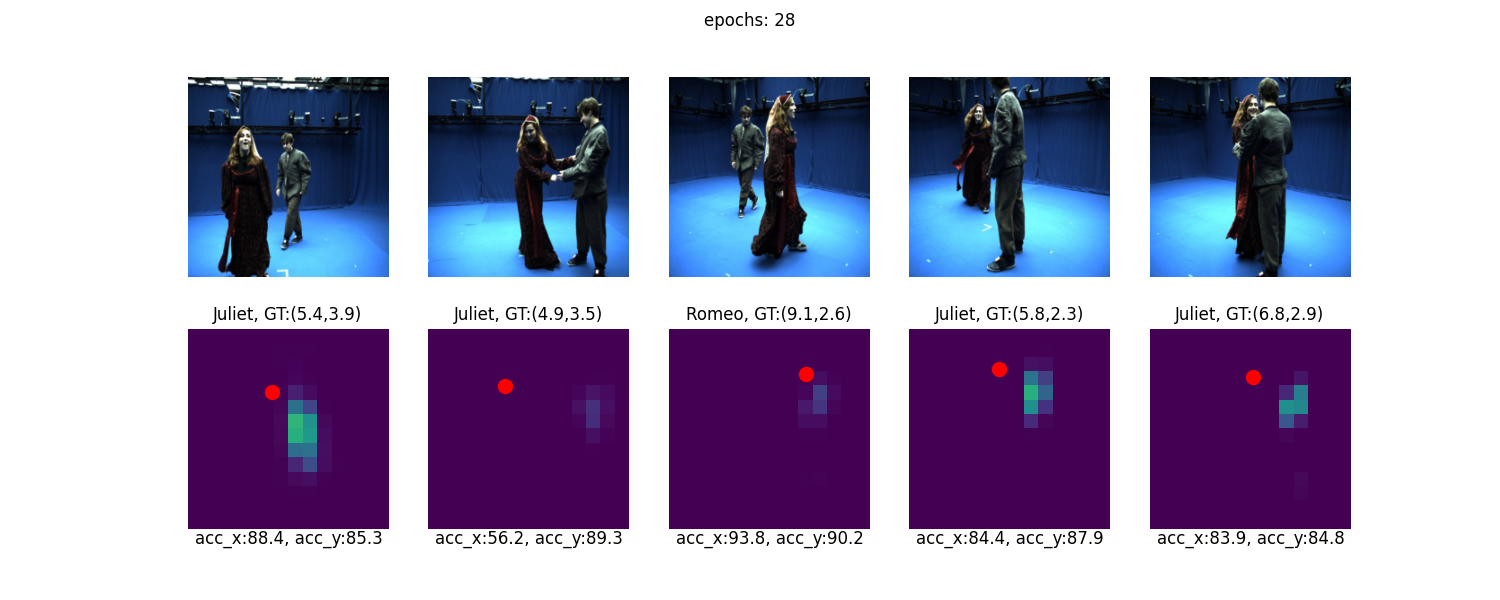 epochs: 28
Juliet, GT:(5.4,3.9)
Juliet, GT:(4.9,3.5)
Romeo, GT:(9.1,2.6)
Juliet, GT:(5.8,2.3)
Juliet, GT:(6.8,2.9)
acc_x:88.4, acc_y:85.3
acc_x:56.2, acc_y:89.3
acc_x:93.8, acc_y:90.2
acc_x:84.4, acc_y:87.9
acc_x:83.9, acc_y:84.8